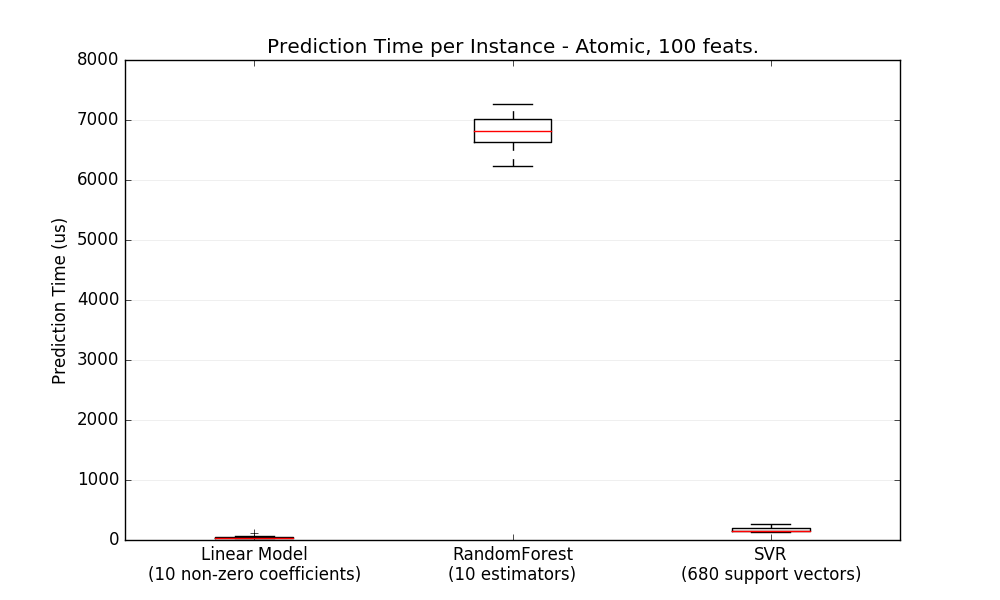 Prediction Time per Instance - Atomic, 100 feats.
8000
7000
6000
5000
4000
3000
2000
1000
0
Prediction Time (us)
Linear Model
(10 non-zero coefficients)
RandomForest
(10 estimators)
SVR
(680 support vectors)